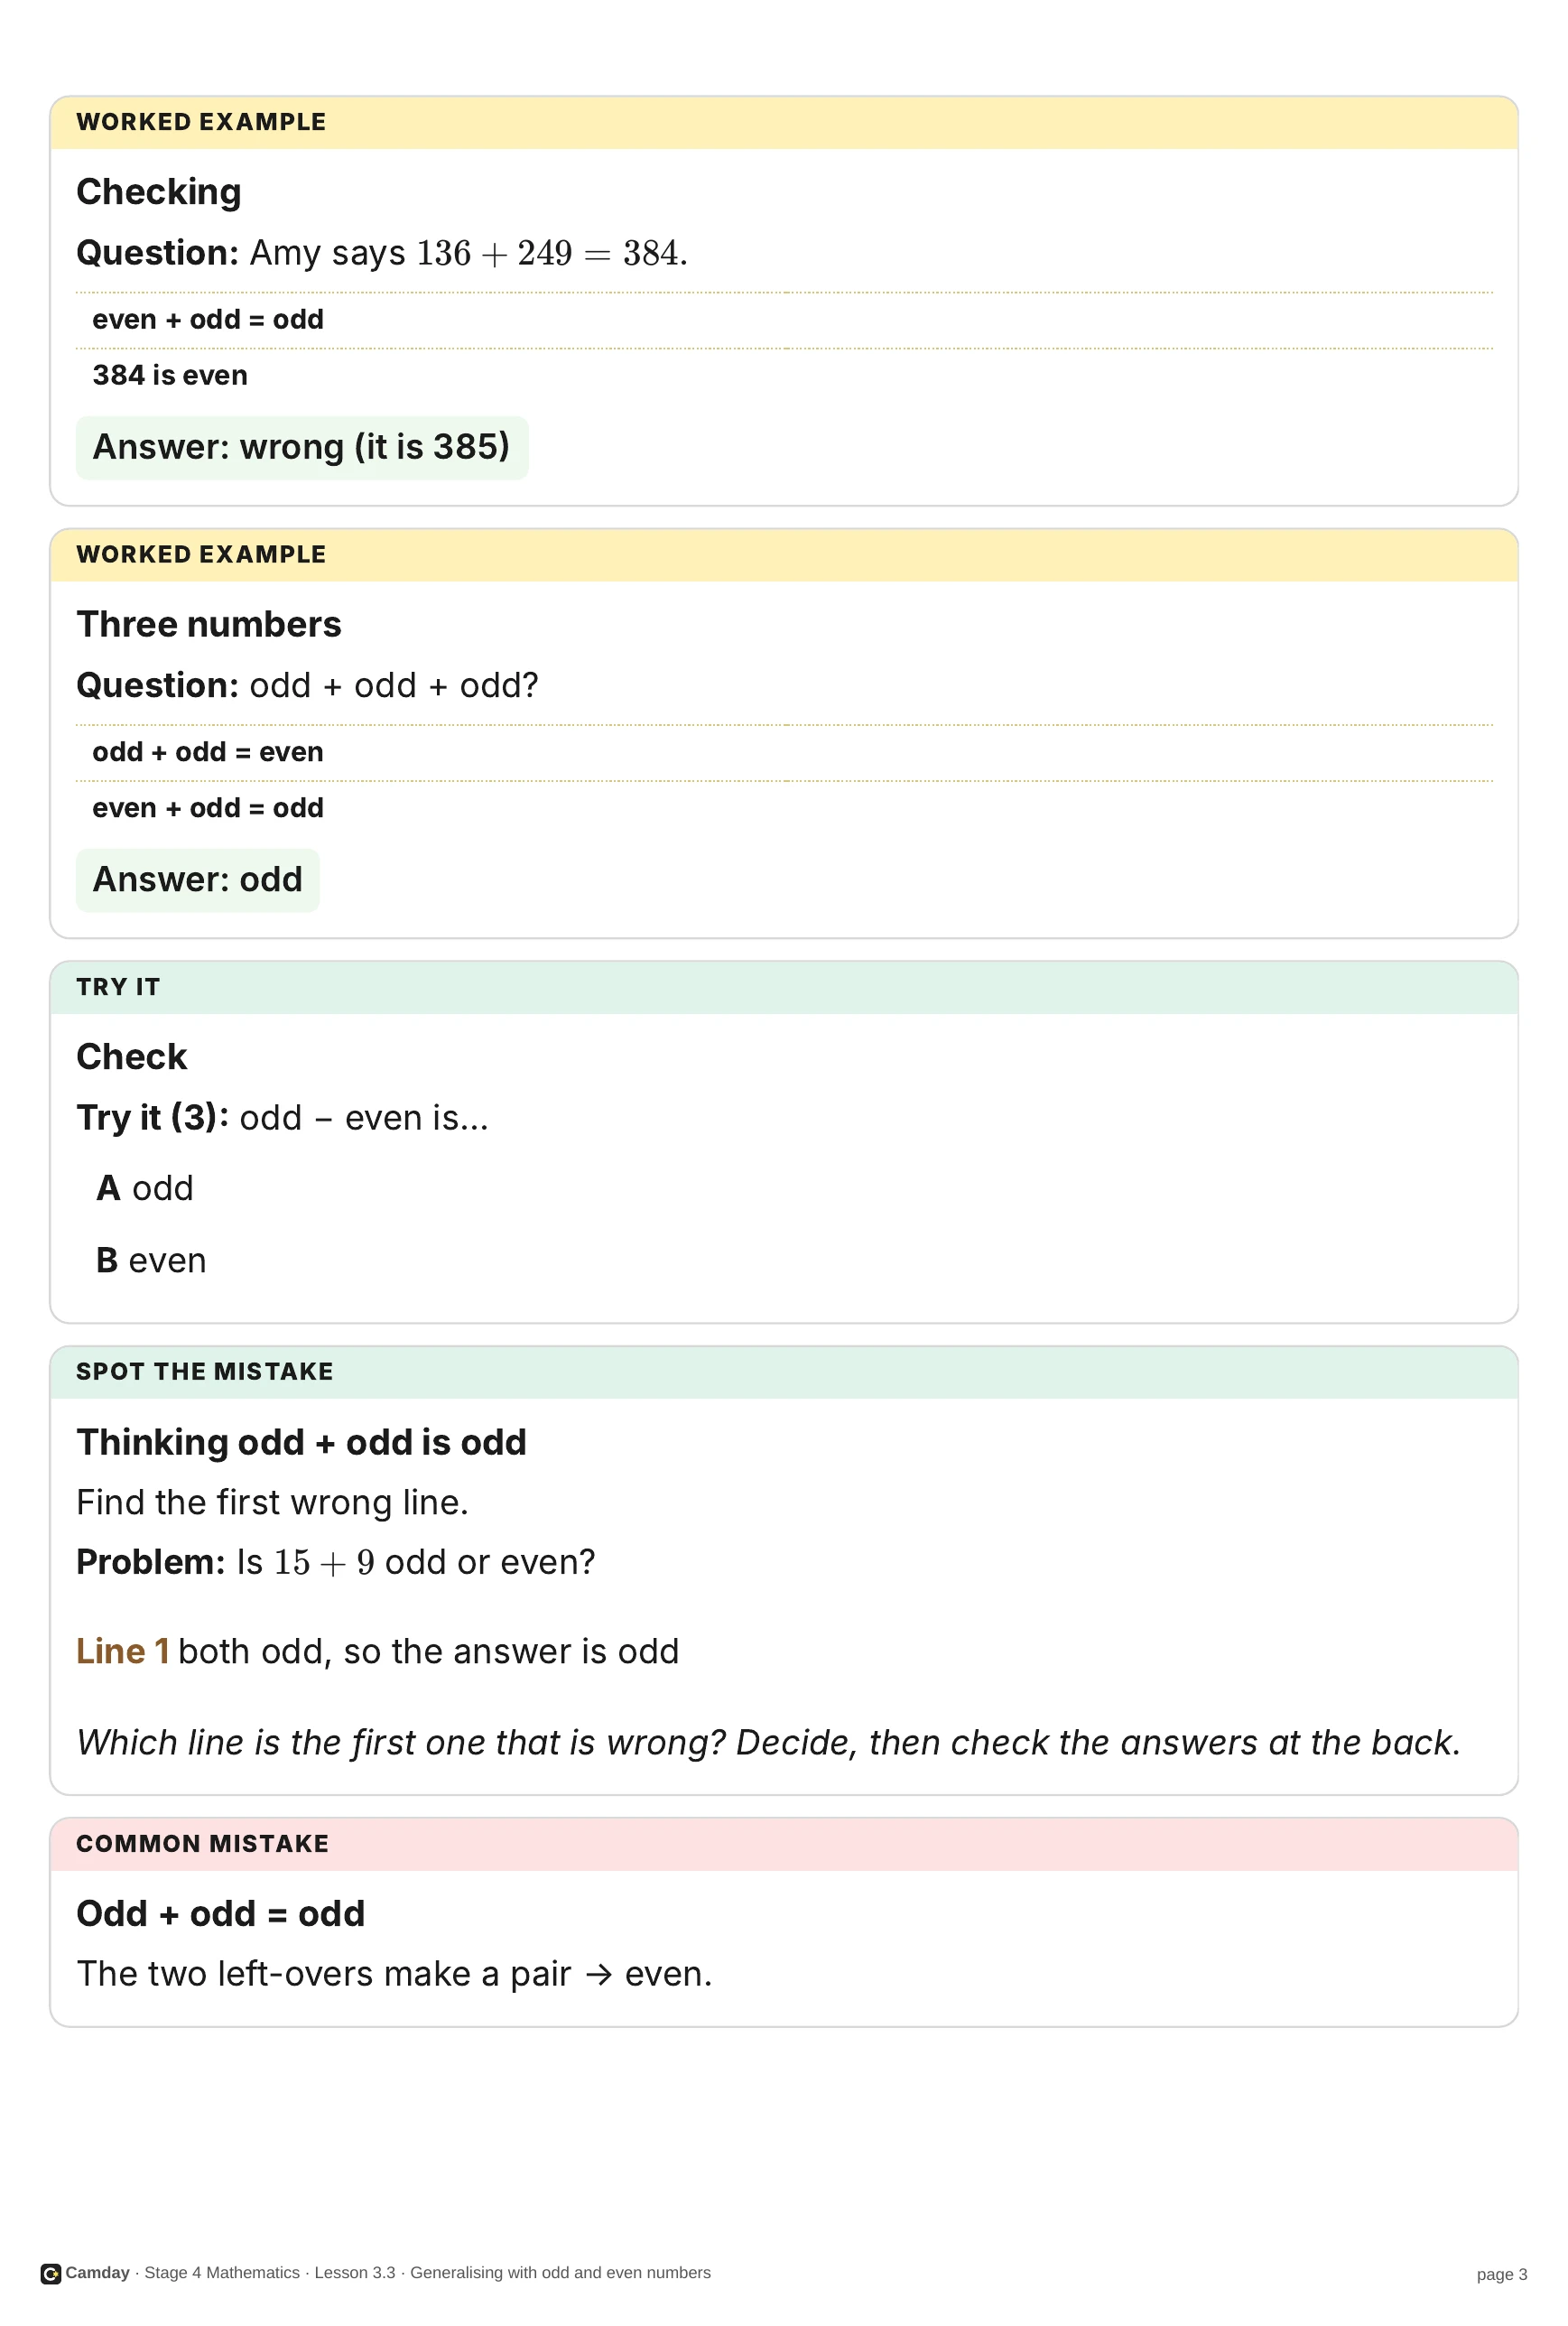 WORKED EXAMPLE
Checking
Question: Amy says 136 + 249 = 384.
even + odd = odd
384 is even
Answer: wrong (it is 385)
WORKED EXAMPLE
Three numbers
Question: odd + odd + odd?
odd + odd = even
even + odd = odd
Answer: odd
TRY IT
Check
Try it (3): odd − even is...
A odd
B even
SPOT THE MISTAKE
Thinking odd + odd is odd
Find the first wrong line.
Problem: Is 15 + 9 odd or even?
Line 1 both odd, so the answer is odd
Which line is the first one that is wrong? Decide, then check the answers at the back.
COMMON MISTAKE
Odd + odd = odd
The two left-overs make a pair → even.
Camday · Stage 4 Mathematics · Lesson 3.3 · Generalising with odd and even numbers
page 3